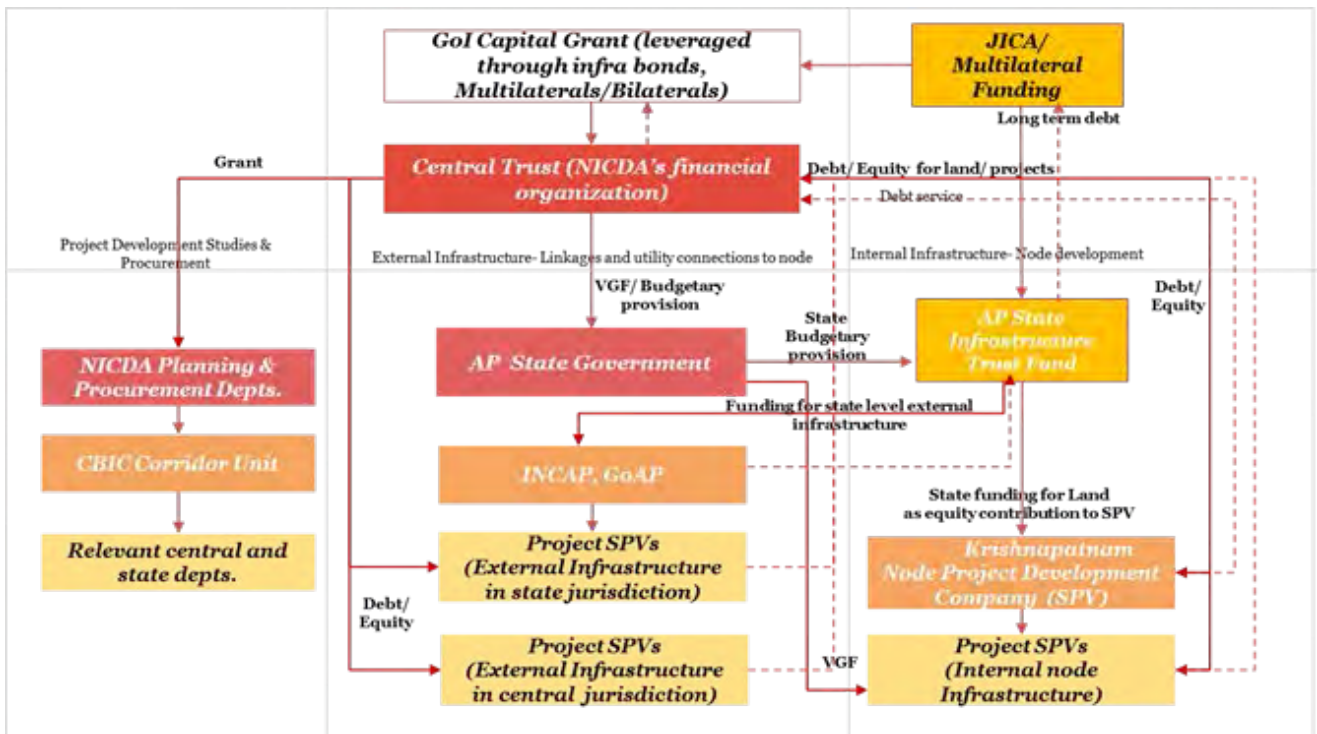 GoI Capital Grant (leveraged
through infra bonds,
Multilaterals/Bilaterals)
JICA/
Multilateral
Funding
Long term debt
Grant
Central Trust (NICDA's financial
organization)
Debt/ Equity for land/ projects
Debt service
Project Development Studies &
Procurement
External Infrastructure- Linkages and utility connections to node
Internal Infrastructure- Node development
VGF/ Budgetary
provision
Debt/
Equity
State
Budgetary
provision
AP State
Infrastructure
Trust Fund
NICDA Planning &
Procurement Depts.
AP State Government
Funding for state level external
infrastructure
CBIC Corridor Unit
INCAP, GoAP
State funding for Land
as equity contribution to SPV
Relevant central and
state depts.
Project SPVs
(External Infrastructure
in state jurisdiction)
Krishnapatnam
Node Project Development
Company (SPV)
Debt/
Equity
Project SPVs
(External Infrastructure
in central jurisdiction)
VGF
Project SPVs
(Internal node
Infrastructure)